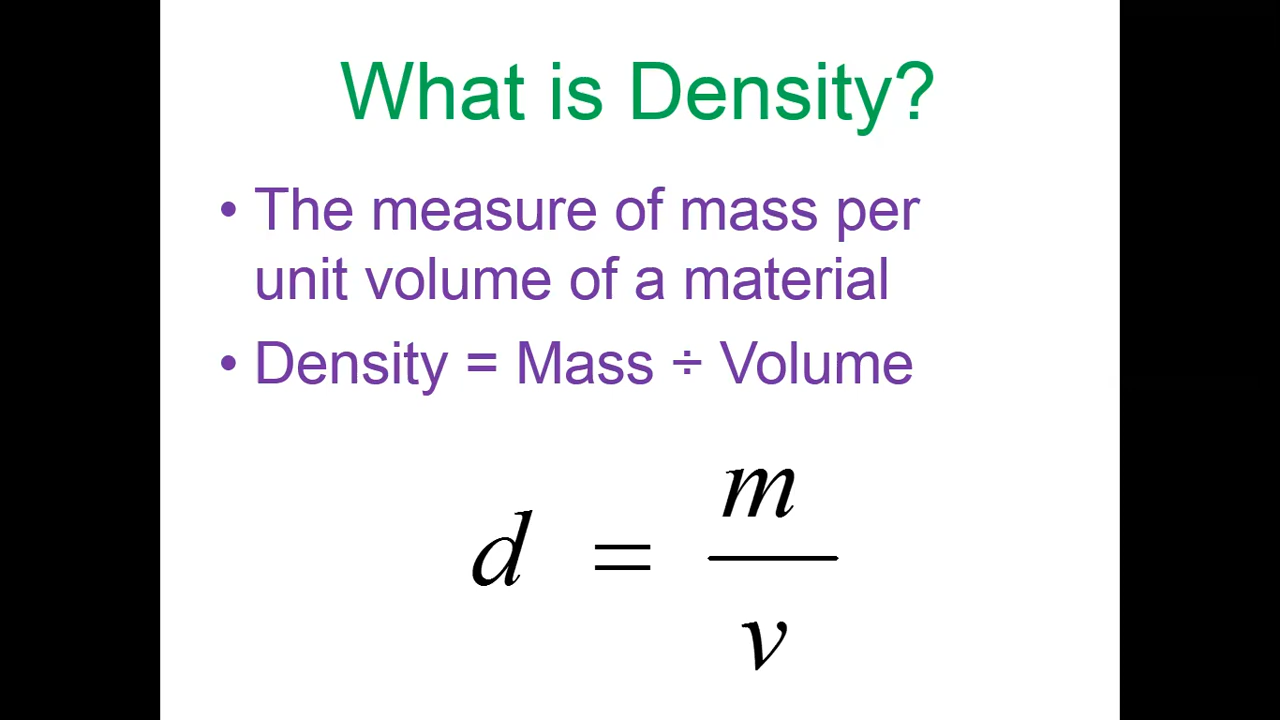 What is Density?
• The measure of mass per
unit volume of a material
• Density = Mass ÷ Volume
d = m / v